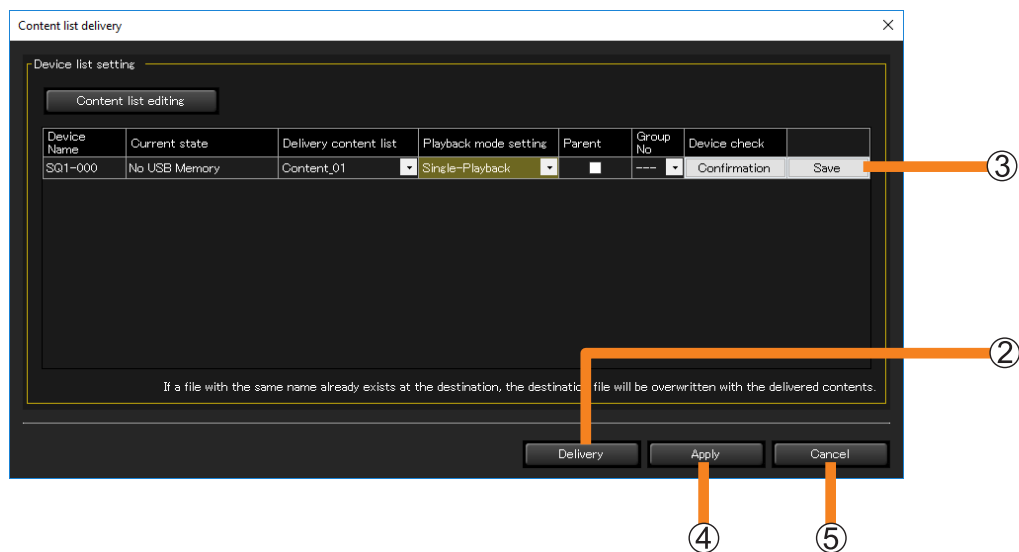 Content list delivery
Device list setting
Content list editing
Device Name Current state Delivery content list Playback mode setting Parent Group No Device check
SQ1-000 No USB Memory Content_01 Single-Playback --- Confirmation Save
③
②
If a file with the same name already exists at the destination, the destination file will be overwritten with the delivered contents.
Delivery Apply Cancel
④ ⑤